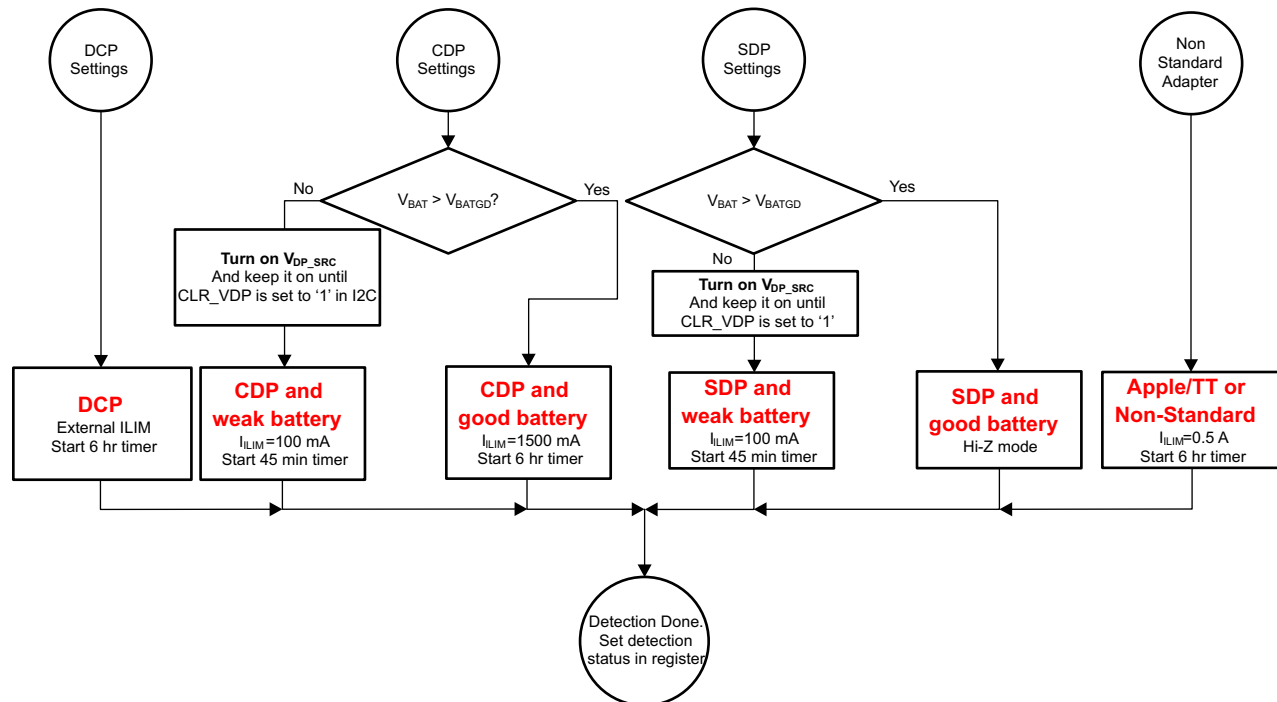 DCP
Settings
CDP
Settings
SDP
Settings
Non
Standard
Adapter
No
V_BAT > V_BATGD?
Yes
V_BAT > V_BATGD
Yes
No
Turn on V_DP_SRC
And keep it on until
CLR_VDP is set to ‘1’ in I2C
Turn on V_DP_SRC
And keep it on until
CLR_VDP is set to ‘1’
DCP
External ILIM
Start 6 hr timer
CDP and
weak battery
I_ILIM=100 mA
Start 45 min timer
CDP and
good battery
I_ILIM=1500 mA
Start 6 hr timer
SDP and
weak battery
I_ILIM=100 mA
Start 45 min timer
SDP and
good battery
Hi-Z mode
Apple/TT or
Non-Standard
I_ILIM=0.5 A
Start 6 hr timer
Detection Done.
Set detection
status in register